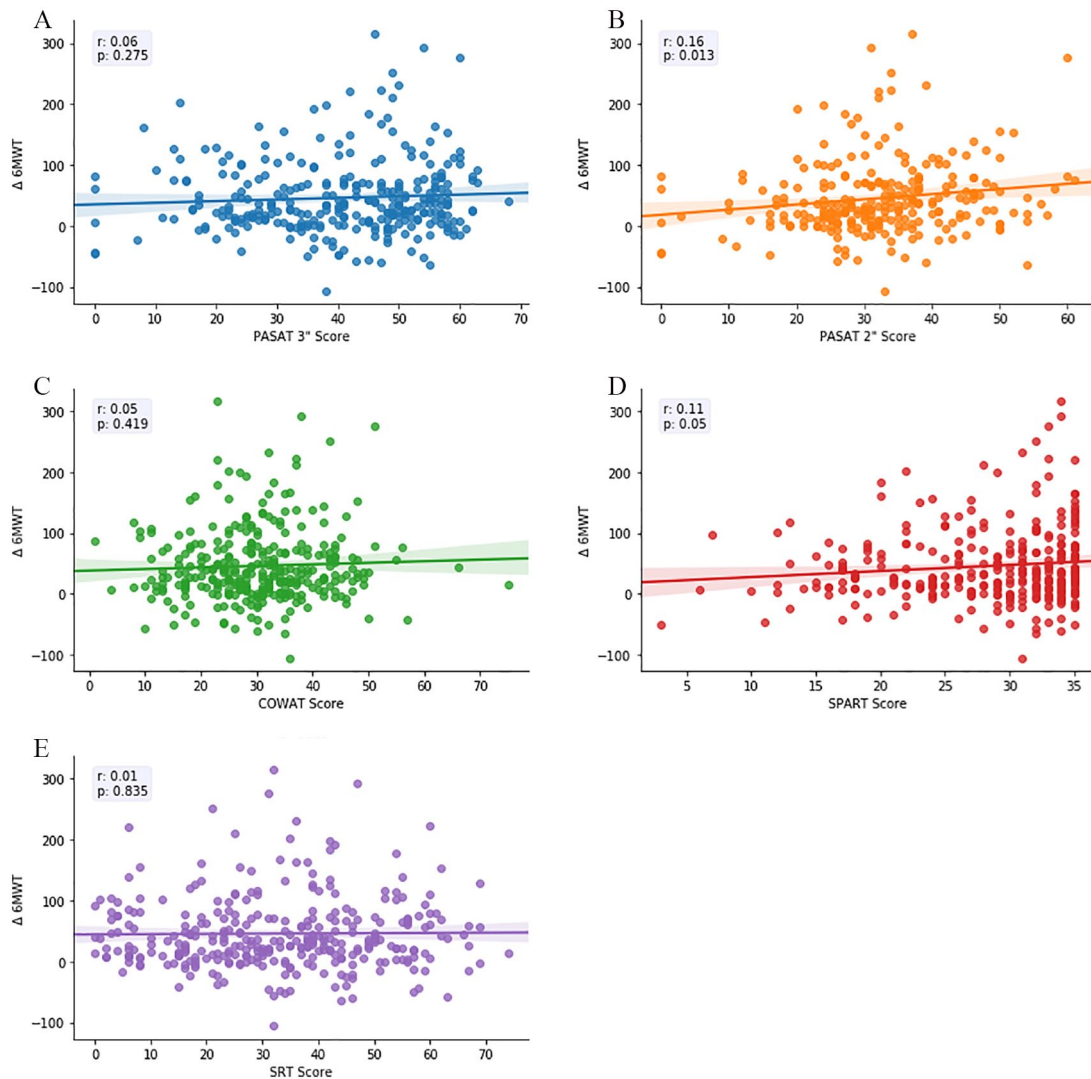 A
r: 0.06
p: 0.275
300
200
100
0
−100
Δ 6MWT
0 10 20 30 40 50 60 70
PASAT 3" Score
B
r: 0.16
p: 0.013
300
200
100
0
−100
Δ 6MWT
0 10 20 30 40 50 60
PASAT 2" Score
C
r: 0.05
p: 0.419
300
200
100
0
−100
Δ 6MWT
0 10 20 30 40 50 60 70
COWAT Score
D
r: 0.11
p: 0.05
300
200
100
0
−100
Δ 6MWT
5 10 15 20 25 30 35
SPART Score
E
r: 0.01
p: 0.835
300
200
100
0
−100
Δ 6MWT
0 10 20 30 40 50 60 70
SRT Score